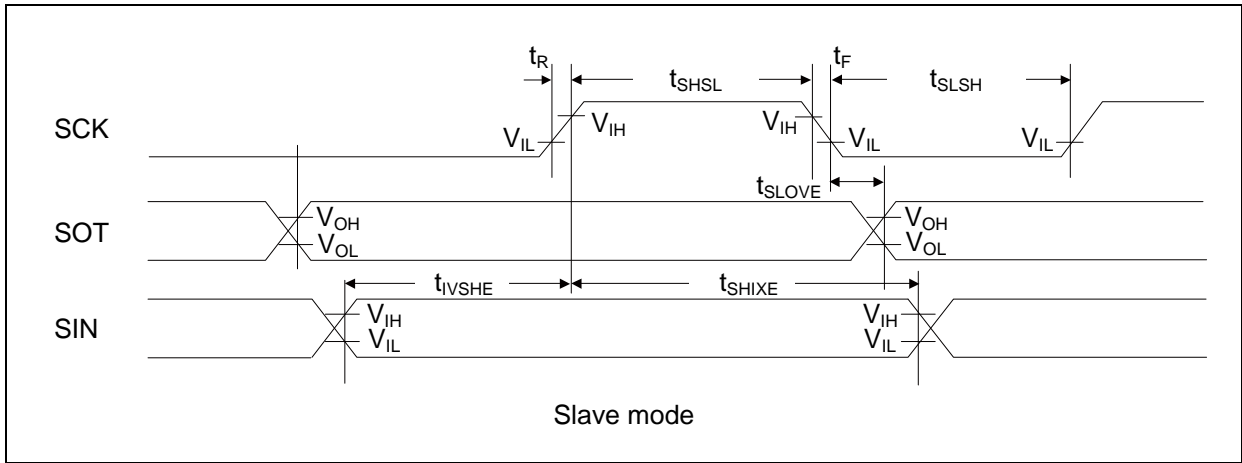 tR tF
tSHSL tSLSH
SCK VIH VIH
VIL VIL VIL
tSLOVE
SOT VOH VOH
VOL VOL
tIVSHE tSHIXE
SIN VIH VIH
VIL VIL
Slave mode